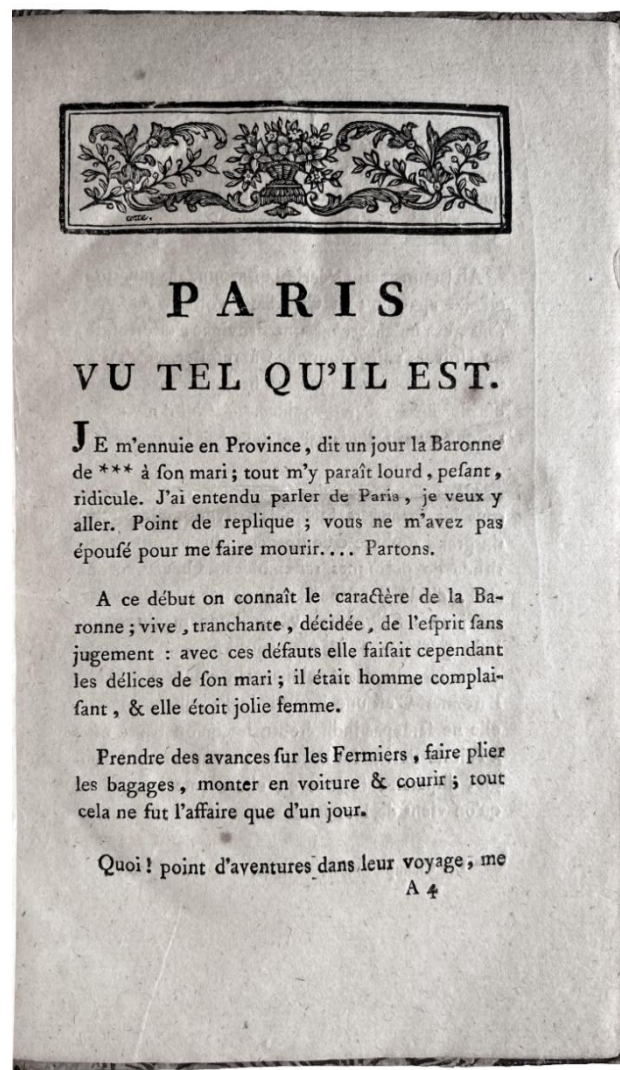 PARIS
VU TEL QU'IL EST.
JE m'ennuie en Province, dit un jour la Baronne
de *** à ſon mari; tout m'y paraît lourd, peſant,
ridicule. J'ai entendu parler de Paris, je veux y
aller. Point de replique; vous ne m'avez pas
épouſé pour me faire mourir.... Partons.
A ce début on connaît le caractère de la Ba-
ronne; vive, tranchante, décidée, de l'eſprit ſans
jugement : avec ces défauts elle faiſait cependant
les délices de ſon mari; il était homme complai-
ſant, & elle étoit jolie femme.
Prendre des avances ſur les Fermiers, faire plier
les bagages, monter en voiture & courir; tout
cela ne fut l'affaire que d'un jour.
Quoi! point d'aventures dans leur voyage, me
A 4